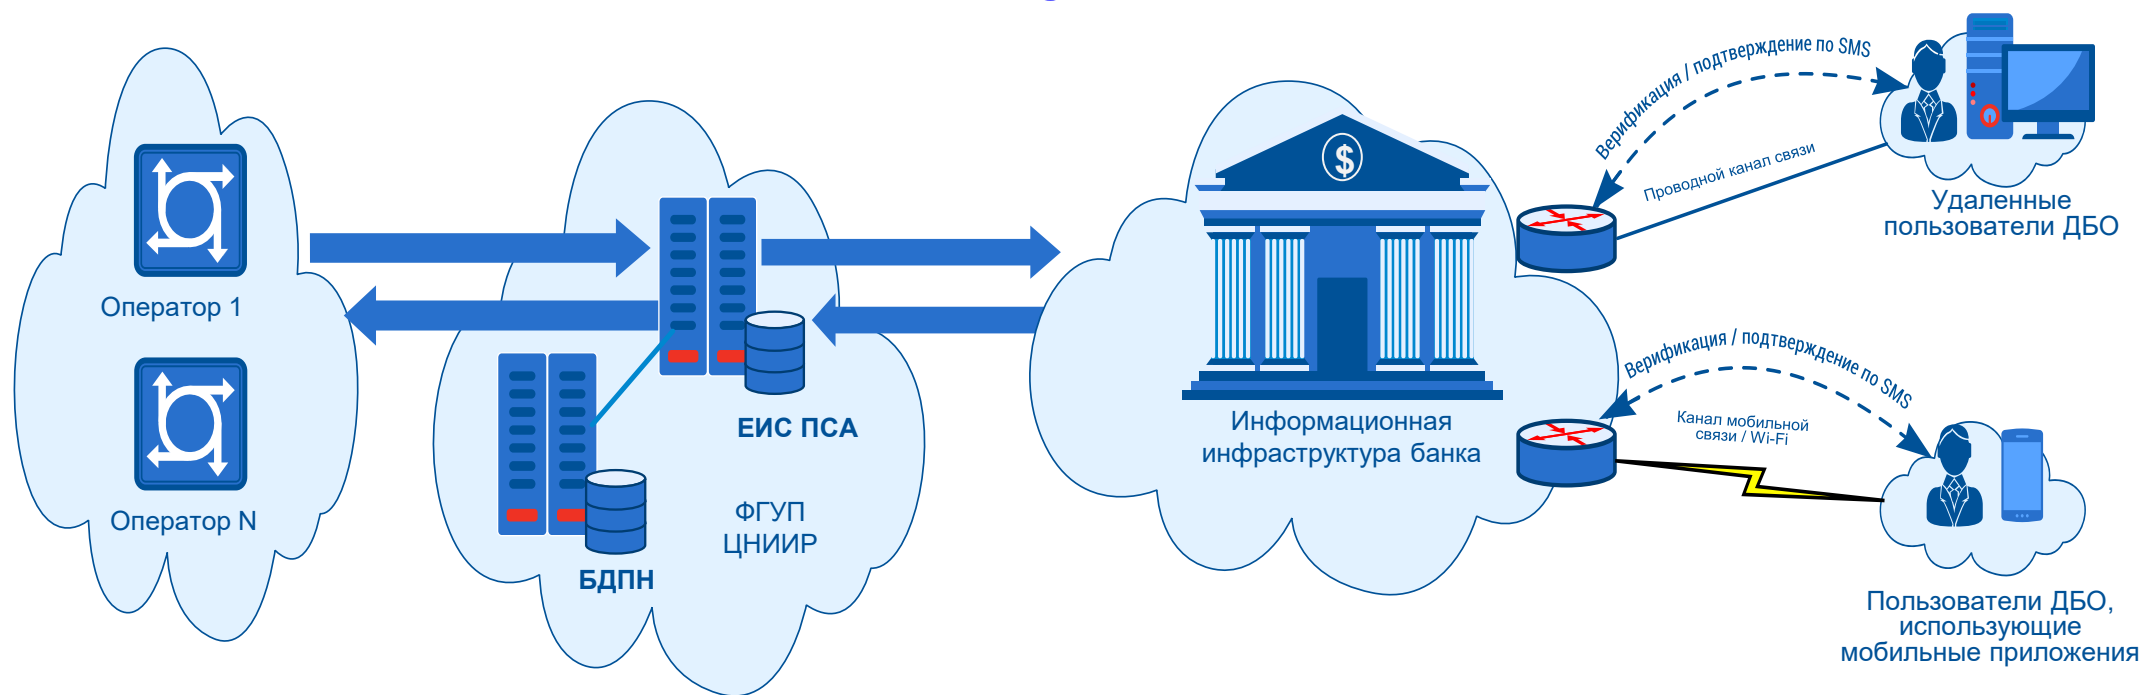 Оператор 1
Оператор N
ЕИС ПСА
ФГУП
ЦНИИР
БДПН
$
Информационная
инфраструктура банка
Верификация / подтверждение по SMS
Проводной канал связи
Удаленные
пользователи ДБО
Верификация / подтверждение по SMS
Канал мобильной
связи / Wi-Fi
Пользователи ДБО,
использующие
мобильные приложения